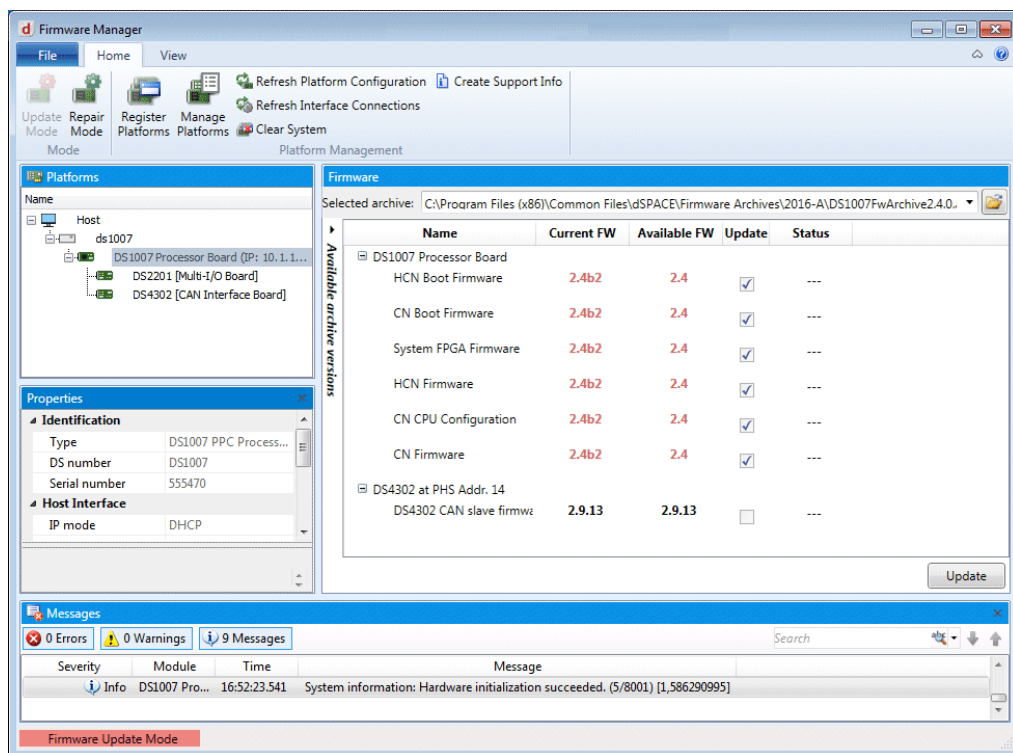 Firmware Manager
File Home View
Update Mode
Repair Mode
Register Platforms
Manage Platforms
Refresh Platform Configuration
Refresh Interface Connections
Clear System
Create Support Info
Mode
Platform Management
Platforms
Name
Host
ds1007
DS1007 Processor Board (IP: 10.1.1...
DS2201 [Multi-I/O Board]
DS4302 [CAN Interface Board]
Properties
Identification
Type DS1007 PPC Process...
DS number DS1007
Serial number 555470
Host Interface
IP mode DHCP
Firmware
Selected archive: C:\Program Files (x86)\Common Files\dSPACE\Firmware Archives\2016-A\DS1007FwArchive2.4.0.
Available archive versions
Name Current FW Available FW Update Status
DS1007 Processor Board
HCN Boot Firmware 2.4b2 2.4 ---
CN Boot Firmware 2.4b2 2.4 ---
System FPGA Firmware 2.4b2 2.4 ---
HCN Firmware 2.4b2 2.4 ---
CN CPU Configuration 2.4b2 2.4 ---
CN Firmware 2.4b2 2.4 ---
DS4302 at PHS Addr. 14
DS4302 CAN slave firmwa 2.9.13 2.9.13 ---
Update
Messages
0 Errors 0 Warnings 9 Messages
Search
Severity Module Time Message
Info DS1007 Pro... 16:52:23.541 System information: Hardware initialization succeeded. (5/8001) [1,586290995]
Firmware Update Mode